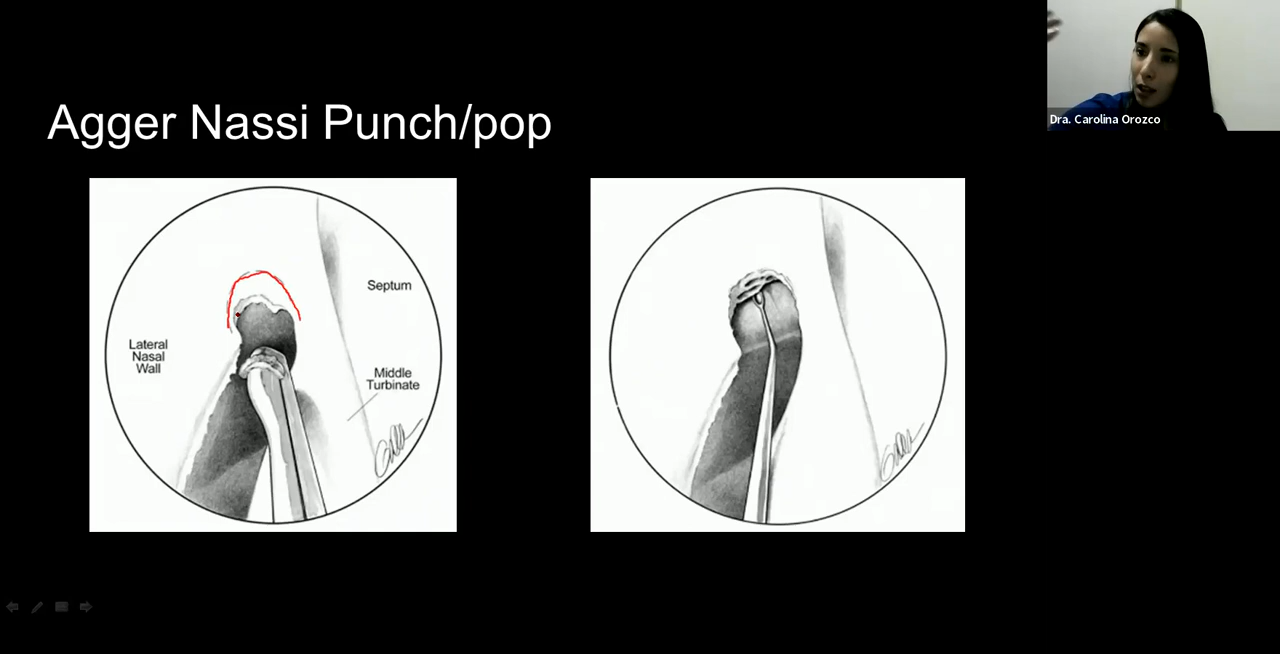 Agger Nassi Punch/pop
Dra. Carolina Orozco
Septum
Lateral
Nasal
Wall
Middle
Turbinate